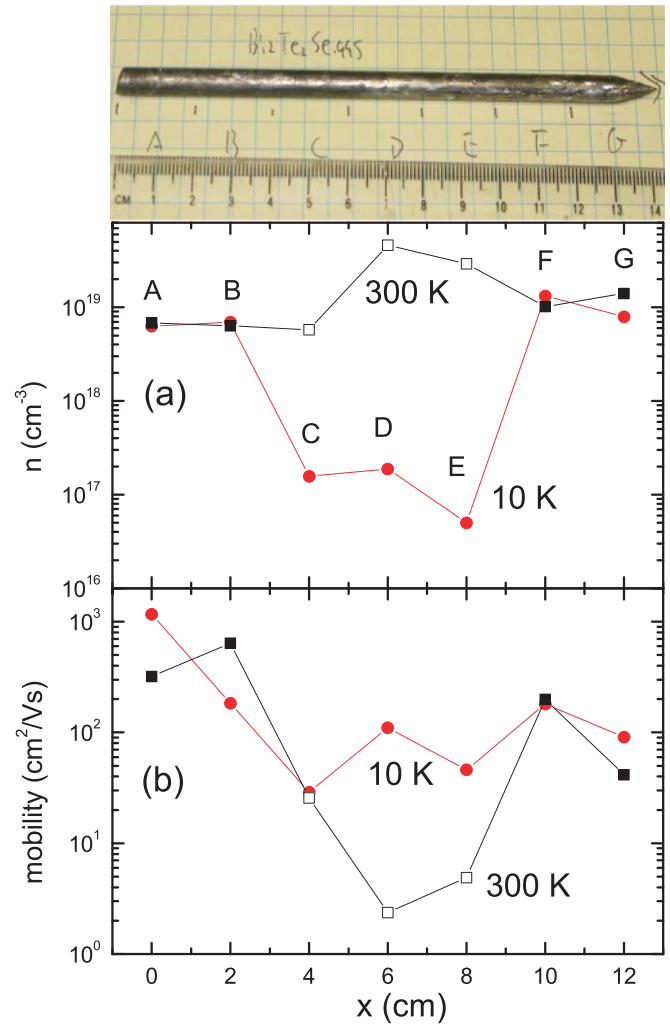 Bi₂Te₂Se.995
A B C D E F G
CM 1 2 3 4 5 6 7 8 9 10 11 12 13 14
A B F G
300 K
10¹⁹
10¹⁸
10¹⁷
10¹⁶
n (cm⁻³)
(a)
C D E
10 K
10³
10²
10¹
10⁰
mobility (cm²/Vs)
(b)
10 K
300 K
0 2 4 6 8 10 12
x (cm)